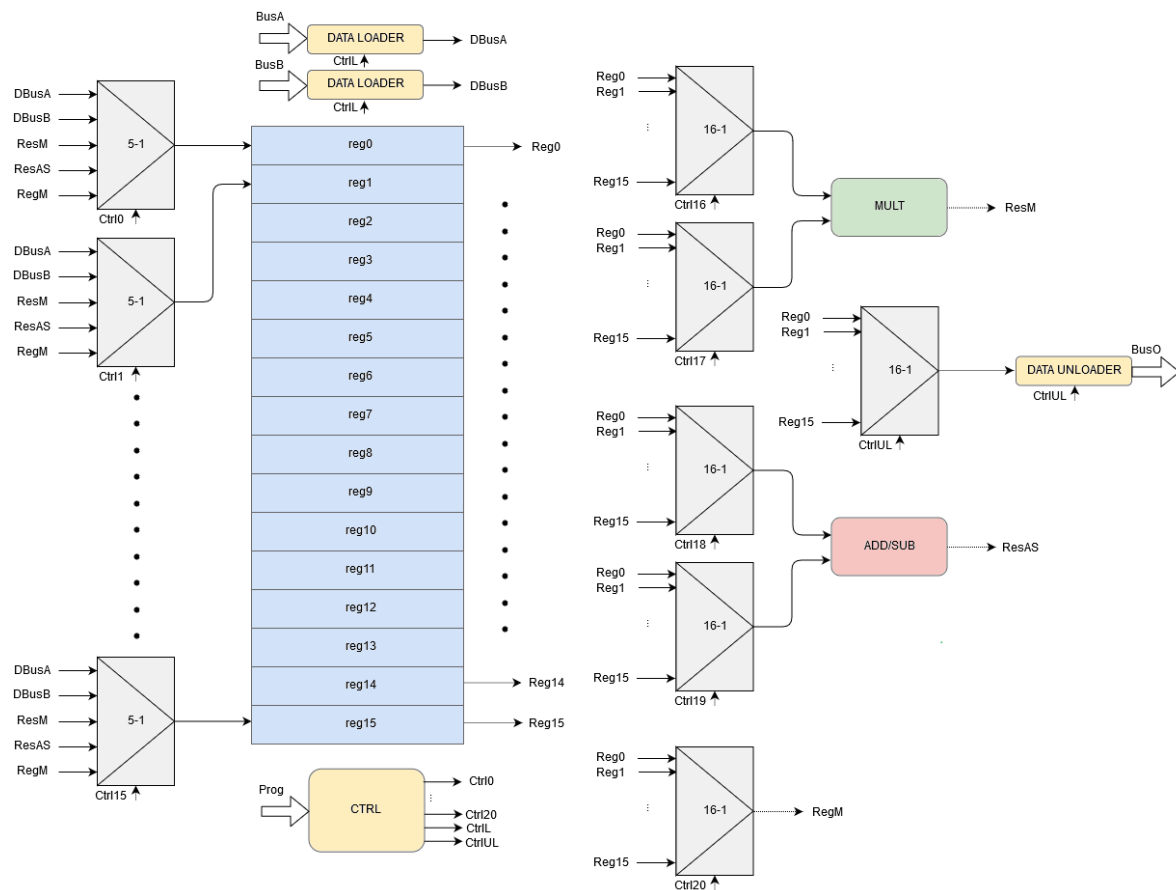 BusA
DATA LOADER
DBusA
CtrlL
BusB
DATA LOADER
DBusB
CtrlL
DBusA
DBusB
ResM
ResAS
RegM
5-1
Ctrl0
DBusA
DBusB
ResM
ResAS
RegM
5-1
Ctrl1
DBusA
DBusB
ResM
ResAS
RegM
5-1
Ctrl15
reg0
reg1
reg2
reg3
reg4
reg5
reg6
reg7
reg8
reg9
reg10
reg11
reg12
reg13
reg14
reg15
Reg0
Reg14
Reg15
Prog
CTRL
Ctrl0
...
Ctrl20
CtrlL
CtrlUL
Reg0
Reg1
...
Reg15
16-1
Ctrl16
Reg0
Reg1
...
Reg15
16-1
Ctrl17
MULT
ResM
Reg0
Reg1
...
Reg15
16-1
CtrlUL
DATA UNLOADER
CtrlUL
BusO
Reg0
Reg1
...
Reg15
16-1
Ctrl18
Reg0
Reg1
...
Reg15
16-1
Ctrl19
ADD/SUB
ResAS
Reg0
Reg1
...
Reg15
16-1
Ctrl20
RegM